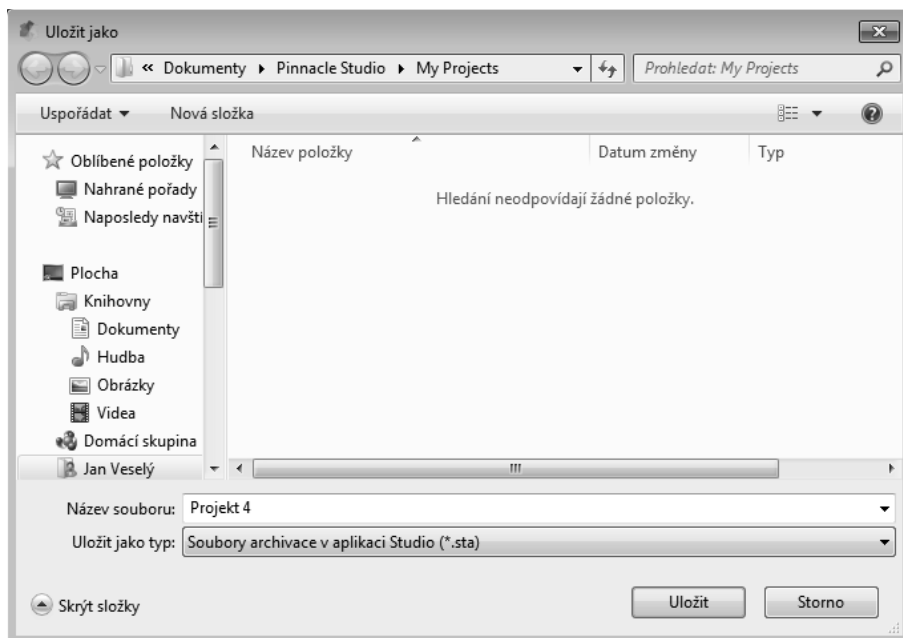 Uložit jako
« Dokumenty ▸ Pinnacle Studio ▸ My Projects
Prohledat: My Projects
Uspořádat
Nová složka
Název položky
Datum změny
Typ
Hledání neodpovídají žádné položky.
Oblíbené položky
Nahrané pořady
Naposledy navšti
Plocha
Knihovny
Dokumenty
Hudba
Obrázky
Videa
Domácí skupina
Jan Veselý
Název souboru: Projekt 4
Uložit jako typ: Soubory archivace v aplikaci Studio (*.sta)
Skrýt složky
Uložit
Storno